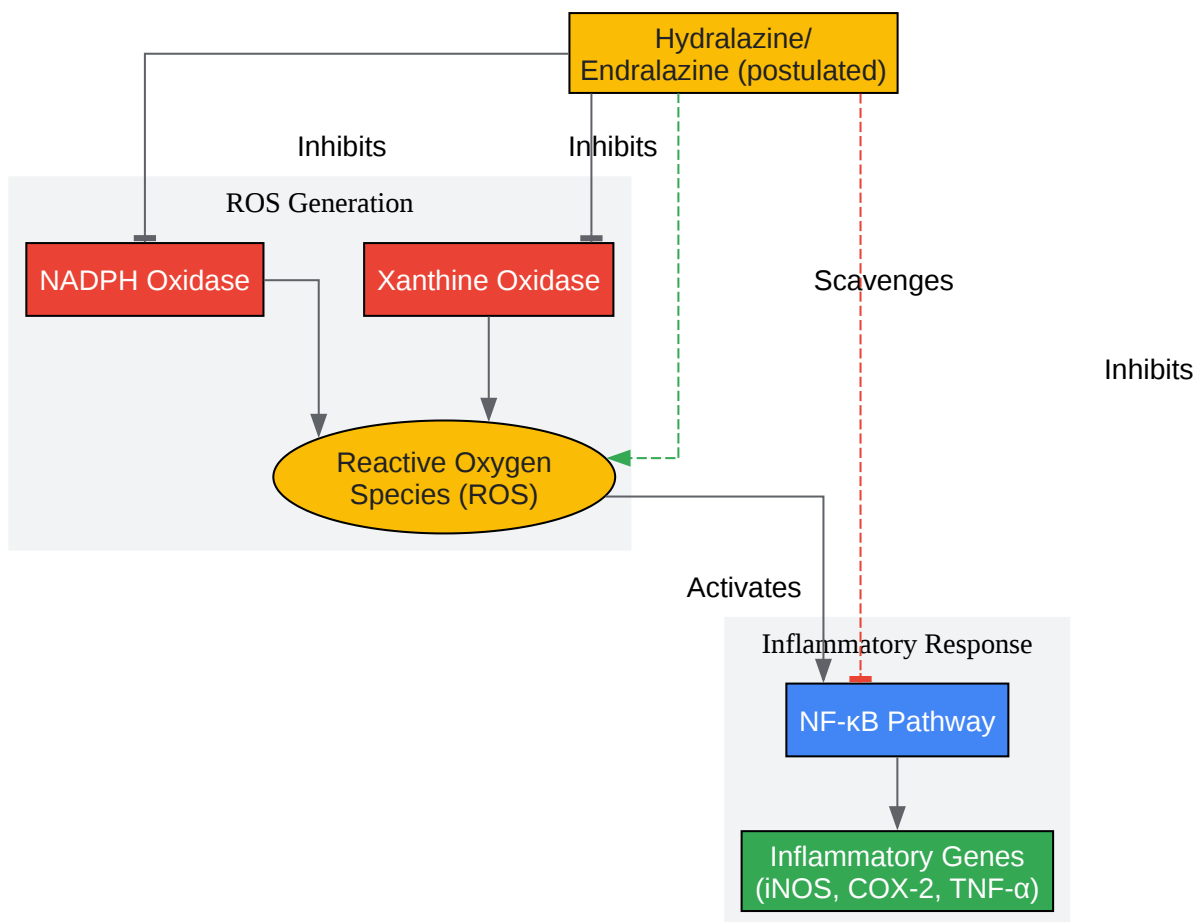 Hydralazine/
Endralazine (postulated)
Inhibits
Inhibits
ROS Generation
NADPH Oxidase
Xanthine Oxidase
Scavenges
Inhibits
Reactive Oxygen
Species (ROS)
Activates
Inflammatory Response
NF-κB Pathway
Inflammatory Genes
(iNOS, COX-2, TNF-α)